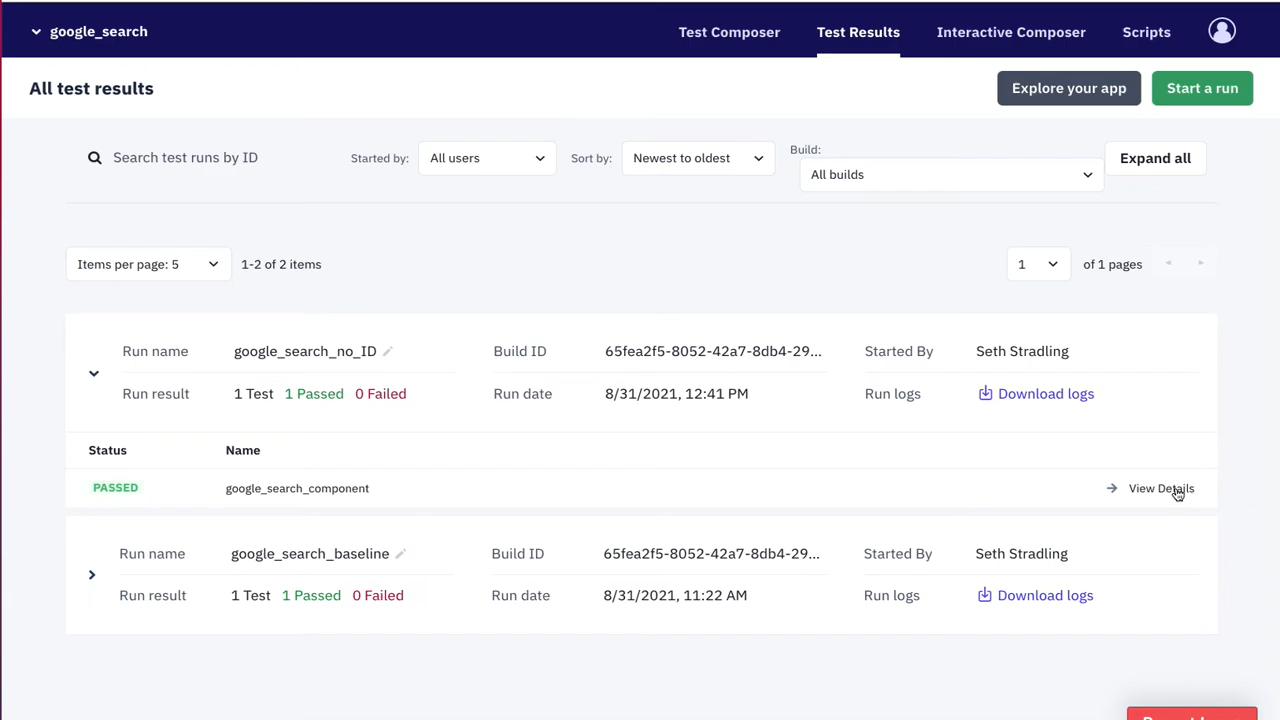 google_search
Test Composer
Test Results
Interactive Composer
Scripts
All test results
Explore your app
Start a run
Search test runs by ID
Started by:
All users
Sort by:
Newest to oldest
Build:
All builds
Expand all
Items per page: 5
1-2 of 2 items
1
of 1 pages
Run name google_search_no_ID Build ID 65fea2f5-8052-42a7-8db4-29... Started By Seth Stradling
Run result 1 Test 1 Passed 0 Failed Run date 8/31/2021, 12:41 PM Run logs Download logs
Status Name
PASSED google_search_component View Details
Run name google_search_baseline Build ID 65fea2f5-8052-42a7-8db4-29... Started By Seth Stradling
Run result 1 Test 1 Passed 0 Failed Run date 8/31/2021, 11:22 AM Run logs Download logs